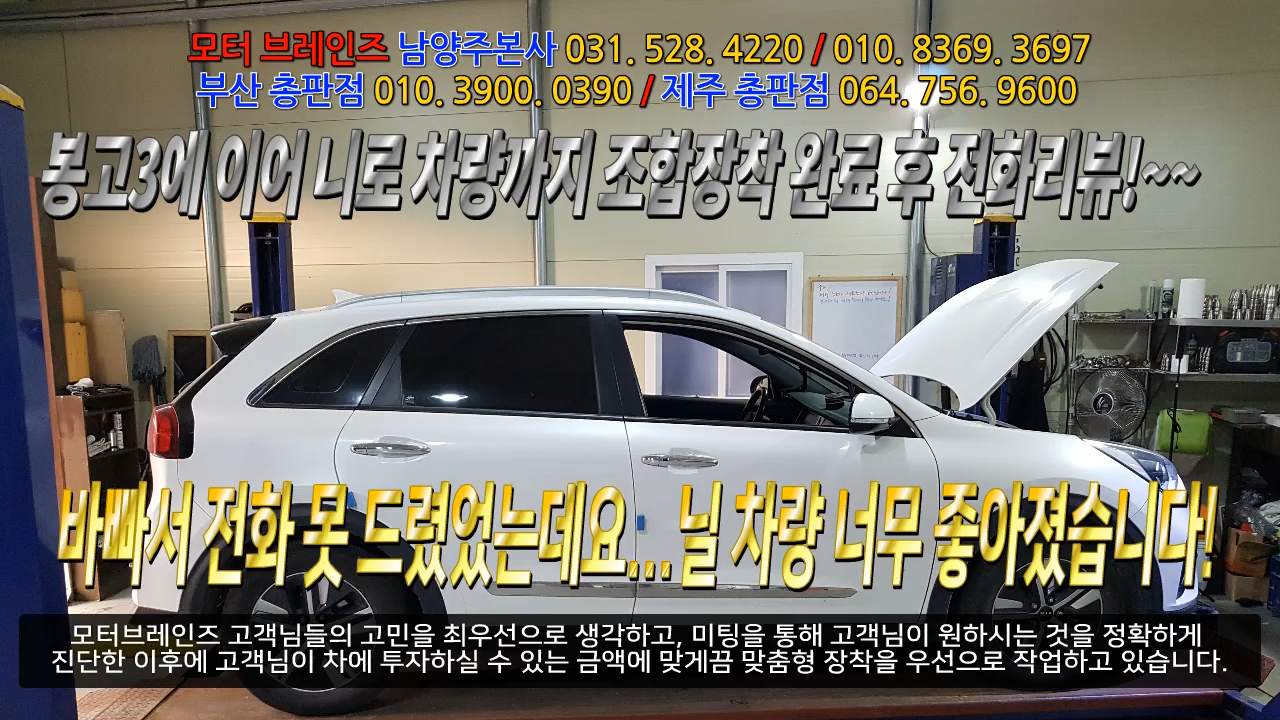 모터 브레인즈 남양주본사 031. 528. 4220 / 010. 8369. 3697
부산 총판점 010. 3900. 0390 / 제주 총판점 064. 756. 9600
봉고3에 이어 니로 차량까지 조합장착 완료 후 전화리뷰!~~
바빠서 전화 못 드렸었는데요... 닐 차량 너무 좋아졌습니다!
모터브레인즈 고객님들의 고민을 최우선으로 생각하고, 미팅을 통해 고객님이 원하시는 것을 정확하게
진단한 이후에 고객님이 차에 투자하실 수 있는 금액에 맞게끔 맞춤형 장착을 우선으로 작업하고 있습니다.